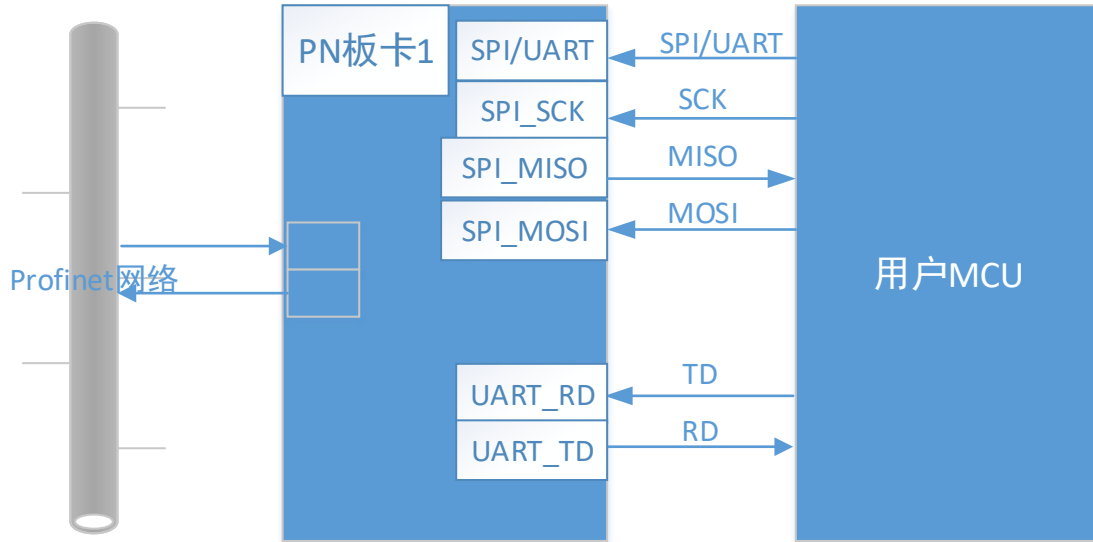 PN板卡1
SPI/UART
SPI/UART
SPI_SCK
SCK
SPI_MISO
MISO
SPI_MOSI
MOSI
Profinet网络
用户MCU
UART_RD
TD
UART_TD
RD